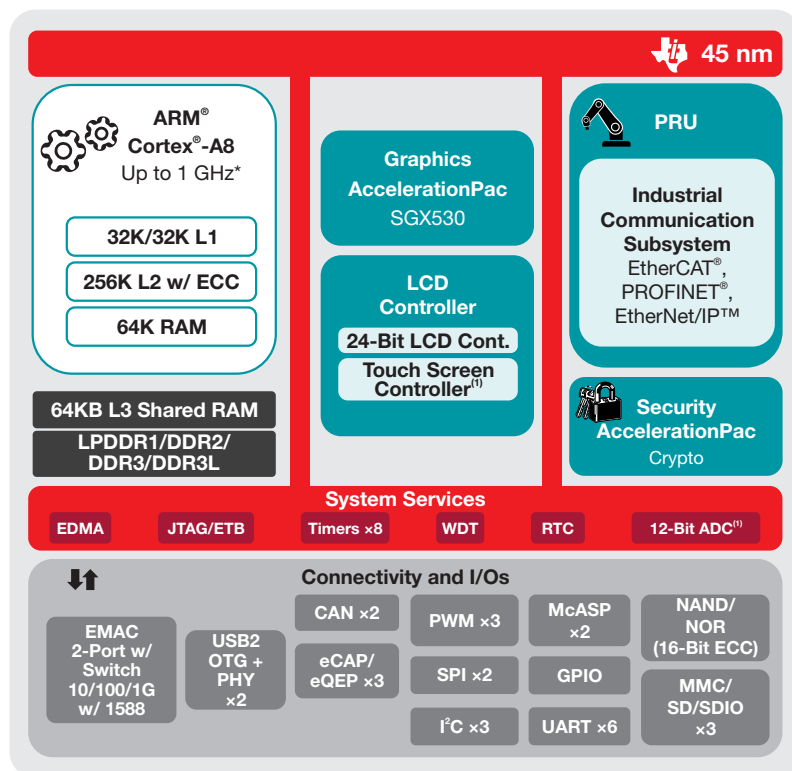 45 nm
ARM®
Cortex®-A8
Up to 1 GHz*
32K/32K L1
256K L2 w/ ECC
64K RAM
64KB L3 Shared RAM
LPDDR1/DDR2/
DDR3/DDR3L
Graphics
AccelerationPac
SGX530
LCD
Controller
24-Bit LCD Cont.
Touch Screen
Controller(1)
PRU
Industrial
Communication
Subsystem
EtherCAT®,
PROFINET®,
EtherNet/IP™
Security
AccelerationPac
Crypto
System Services
EDMA
JTAG/ETB
Timers ×8
WDT
RTC
12-Bit ADC(1)
Connectivity and I/Os
EMAC
2-Port w/
Switch
10/100/1G
w/ 1588
USB2
OTG +
PHY
×2
CAN ×2
eCAP/
eQEP ×3
PWM ×3
SPI ×2
I²C ×3
McASP
×2
GPIO
UART ×6
NAND/
NOR
(16-Bit ECC)
MMC/
SD/SDIO
×3